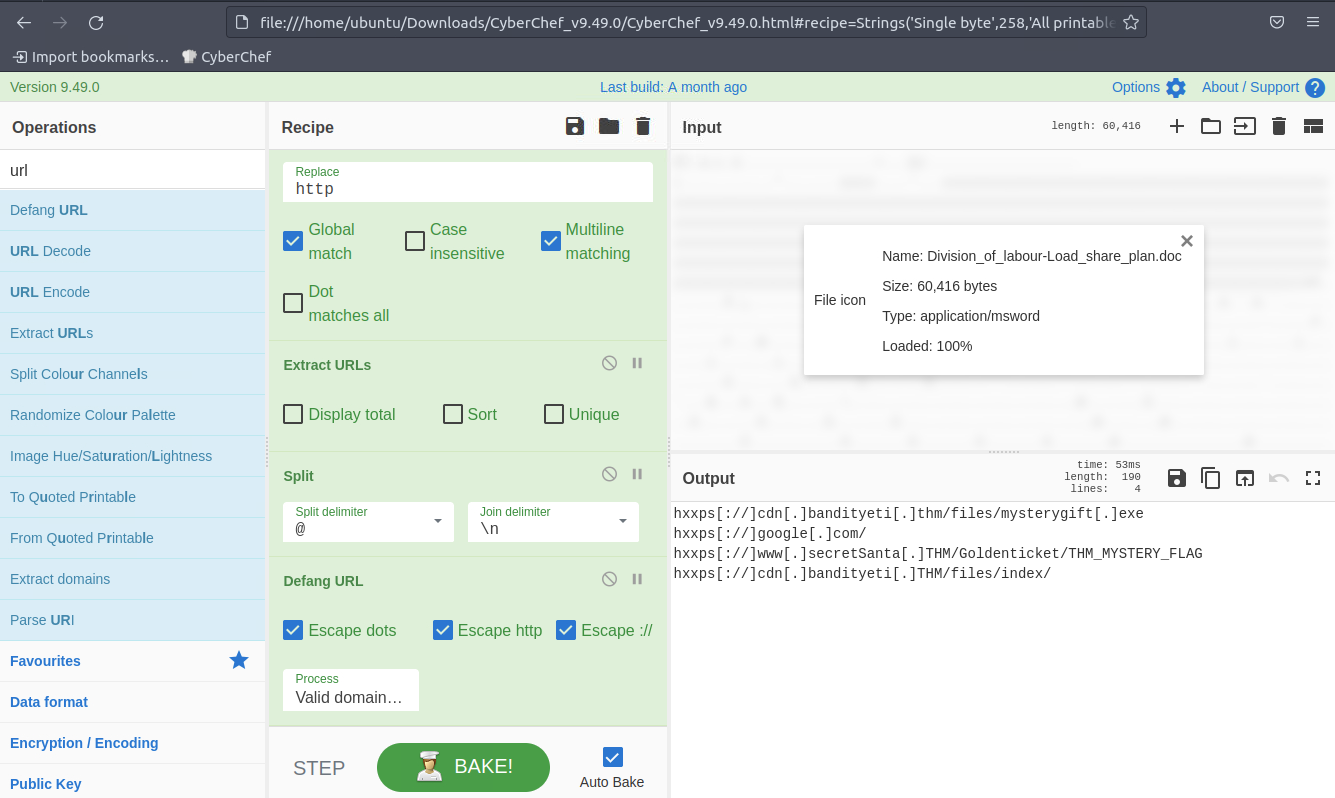 file:///home/ubuntu/Downloads/CyberChef_v9.49.0/CyberChef_v9.49.0.html#recipe=Strings('Single byte',258,'All printable
Import bookmarks… CyberChef
Version 9.49.0 Last build: A month ago Options About / Support ?
Operations
url
Defang URL
URL Decode
URL Encode
Extract URLs
Split Colour Channels
Randomize Colour Palette
Image Hue/Saturation/Lightness
To Quoted Printable
From Quoted Printable
Extract domains
Parse URI
Favourites
Data format
Encryption / Encoding
Public Key
Recipe
Replace
http
Global match
Case insensitive
Multiline matching
Dot matches all
Extract URLs
Display total Sort Unique
Split
Split delimiter Join delimiter
@ \n
Defang URL
Escape dots Escape http Escape ://
Process
Valid domain…
STEP BAKE! Auto Bake
Input length: 60,416
File icon
Name: Division_of_labour-Load_share_plan.doc
Size: 60,416 bytes
Type: application/msword
Loaded: 100%
Output
time: 53ms
length: 190
lines: 4
hxxps[://]cdn[.]bandityeti[.]thm/files/mysterygift[.]exe
hxxps[://]google[.]com/
hxxps[://]www[.]secretSanta[.]THM/Goldenticket/THM_MYSTERY_FLAG
hxxps[://]cdn[.]bandityeti[.]THM/files/index/